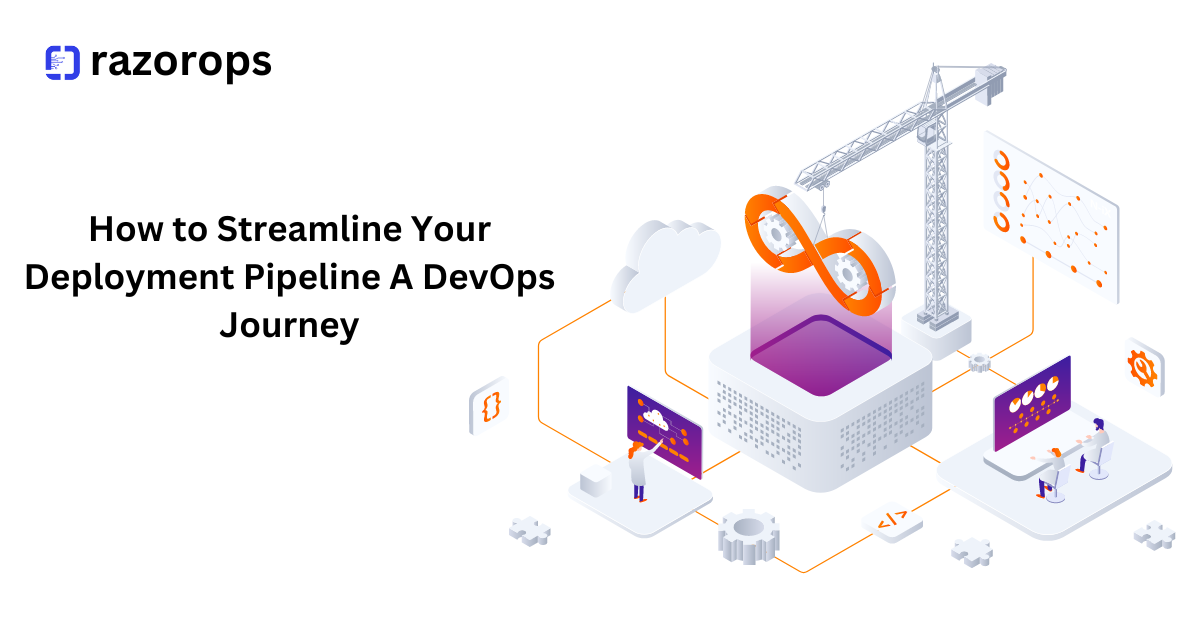 razorops
How to Streamline Your
Deployment Pipeline A DevOps
Journey
{}
</>